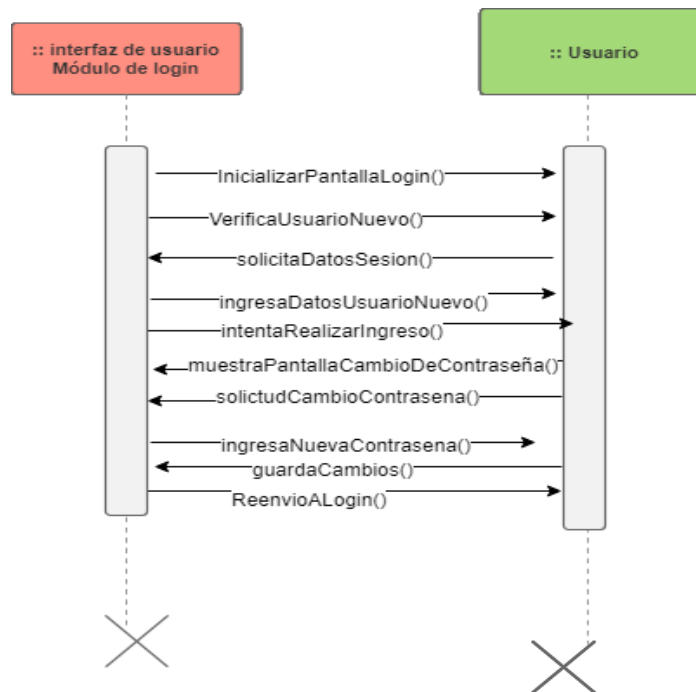 :: interfaz de usuario
Módulo de login
:: Usuario
InicializarPantallaLogin()
VerificaUsuarioNuevo()
solicitaDatosSesion()
ingresaDatosUsuarioNuevo()
intentaRealizarIngreso()
muestraPantallaCambioDeContraseña()
solictudCambioContrasena()
ingresaNuevaContrasena()
guardaCambios()
ReenvioALogin()